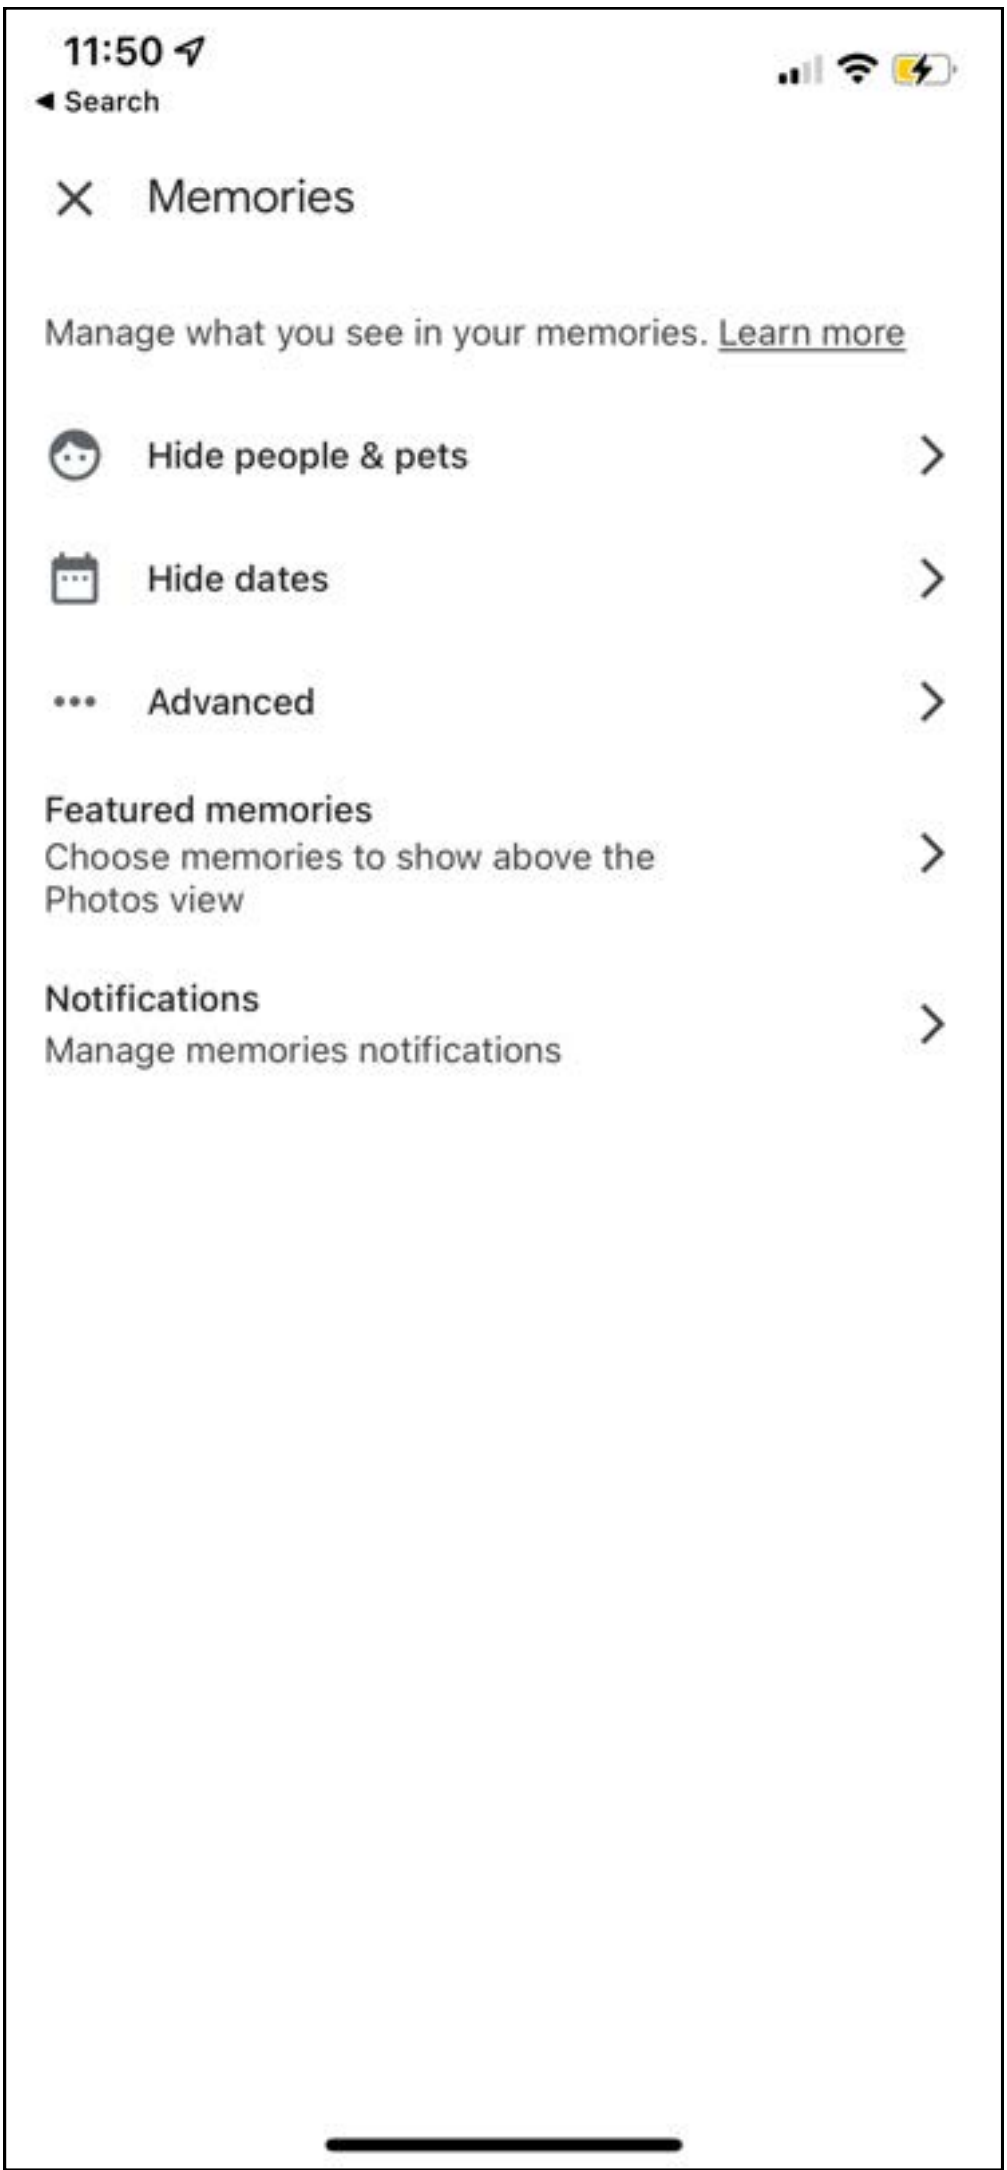 11:50
Search
Memories
Manage what you see in your memories. Learn more
Hide people & pets
Hide dates
Advanced
Featured memories
Choose memories to show above the
Photos view
Notifications
Manage memories notifications